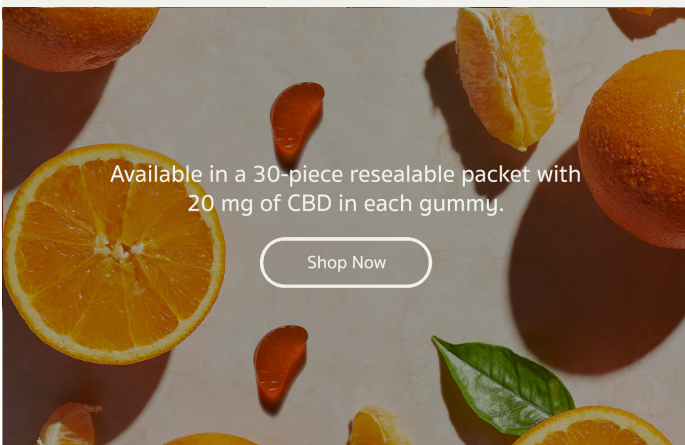 Available in a 30-piece resealable packet with
20 mg of CBD in each gummy.
Shop Now